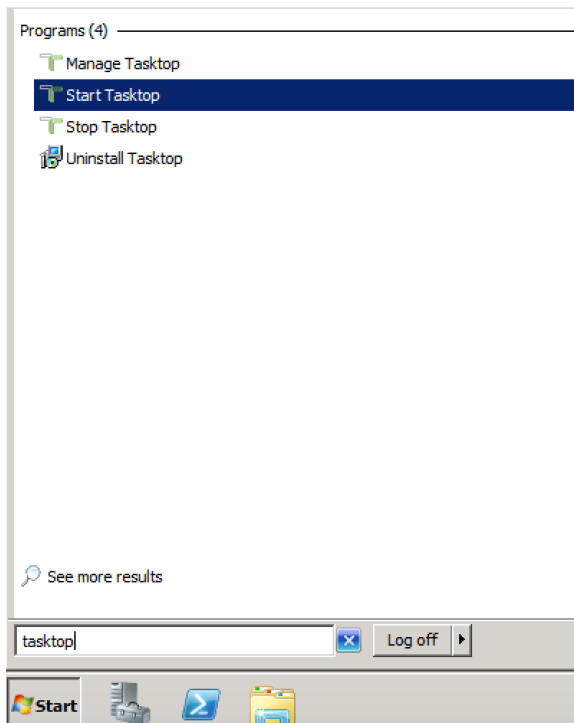 Programs (4)
Manage Tasktop
Start Tasktop
Stop Tasktop
Uninstall Tasktop
See more results
tasktop
Log off
Start